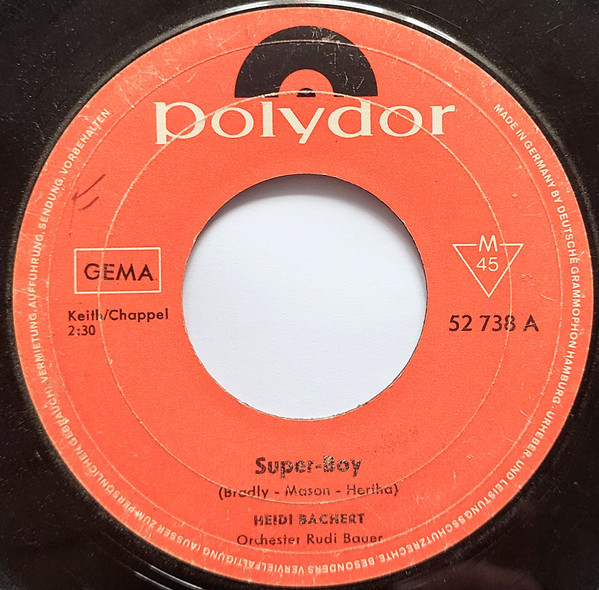 polydor
GEMA
M
45
Keith/Chappel
2:30
52 738 A
Super-Boy
(Bradly - Mason - Hertha)
HEIDI BACHERT
Orchester Rudi Bauer
MADE IN GERMANY BY DEUTSCHE GRAMMOPHON HAMBURG · URHEBER- UND LEISTUNGSSCHUTZRECHTE, BESONDERS VERVIELFÄLTIGUNG (AUSSER ZUM PERSÖNLICHEN GEBRAUCH), VERMIETUNG, AUFFÜHRUNG, SENDUNG, VORBEHALTEN